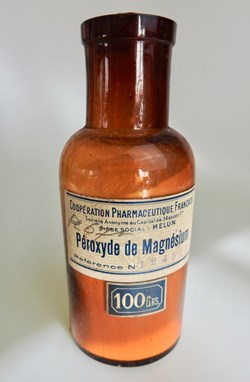 COOPÉRATION PHARMACEUTIQUE FRANÇAISE
Société Anonyme au Capital de
SIÈGE SOCIAL : MELUN
Péroxyde de Magnésium
Référence N°
100 Grs.